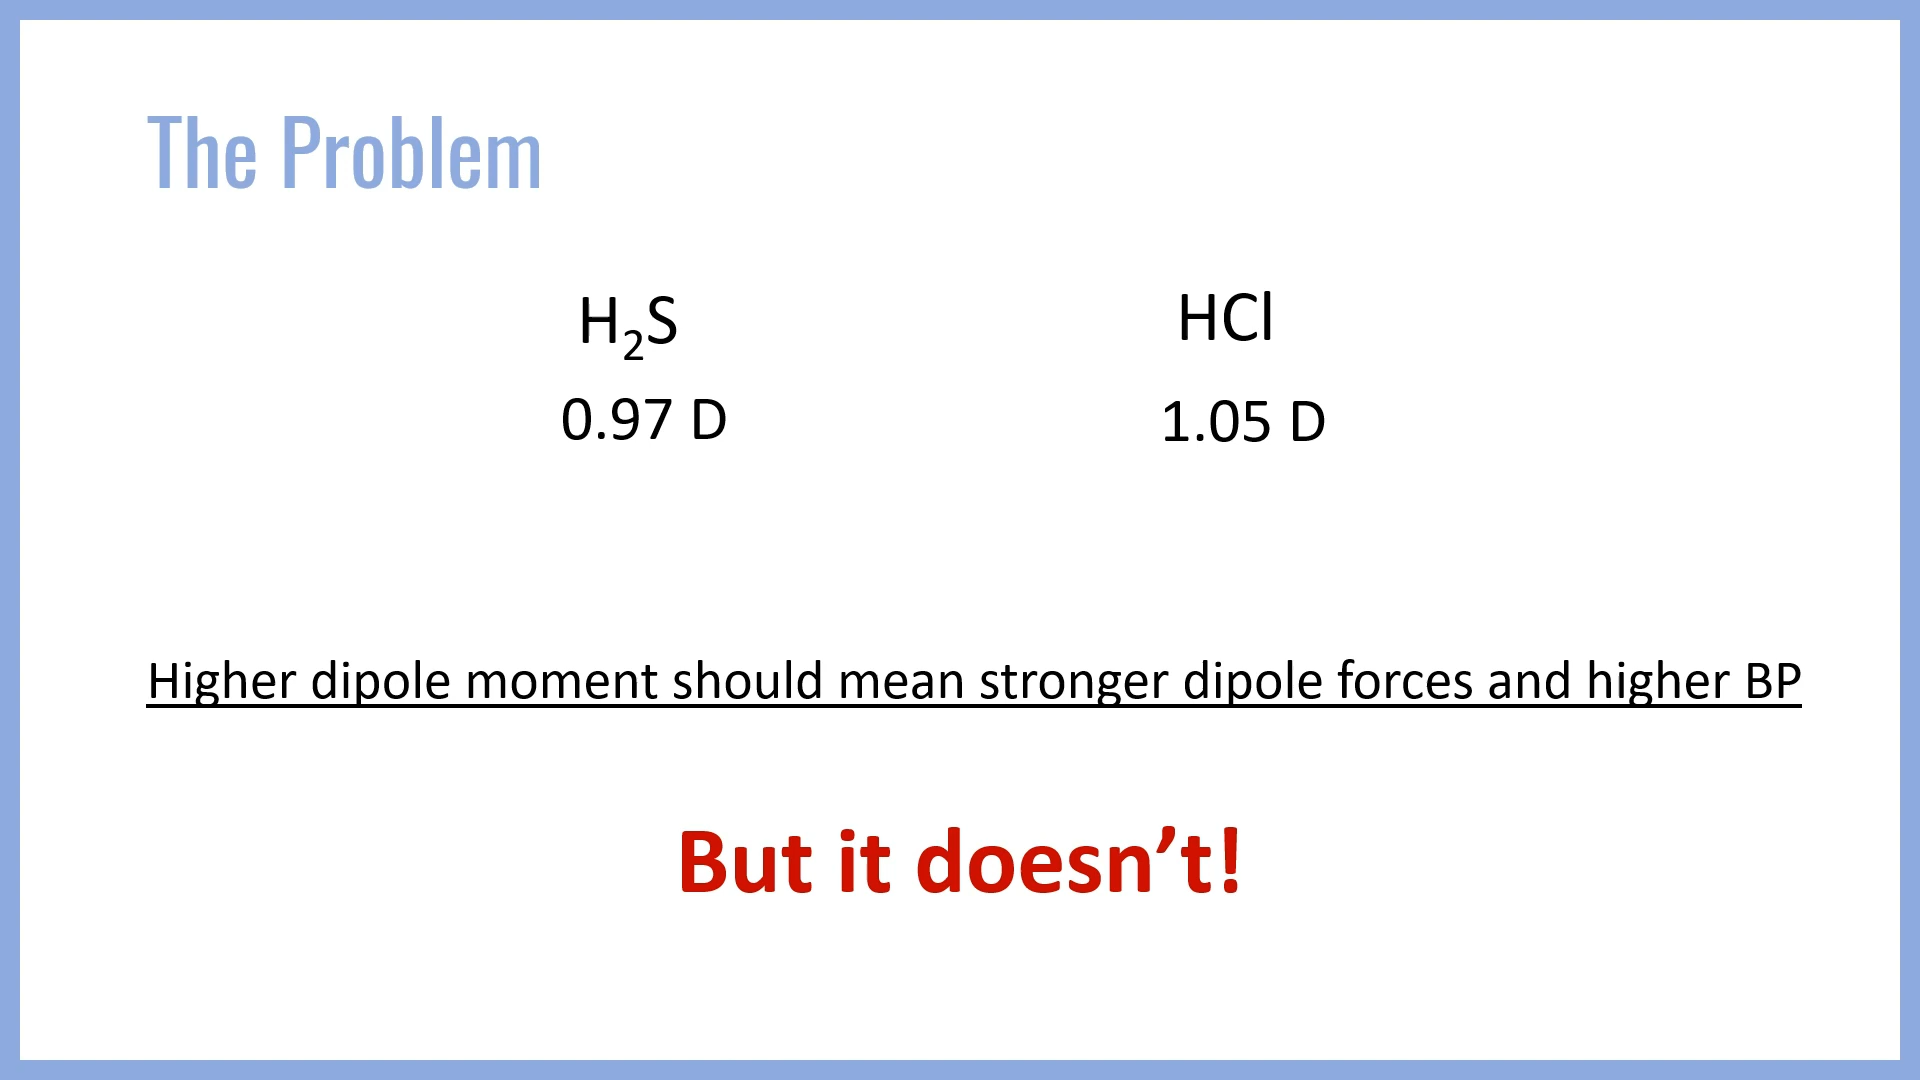 The Problem
H₂S
HCl
0.97 D
1.05 D
Higher dipole moment should mean stronger dipole forces and higher BP
But it doesn’t!